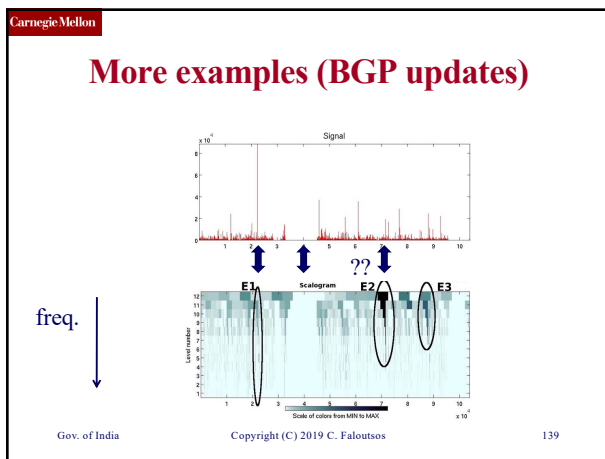 Carnegie Mellon
More examples (BGP updates)
Signal
x 10^4
8
6
4
2
0
1 2 3 4 5 6 7 8 9 10
??
E1 Scalogram E2 E3
freq.
Level number
12
11
10
9
8
7
6
5
4
3
2
1
1 2 3 4 5 6 7 8 9 10
x 10^4
Scale of colors from MIN to MAX
Gov. of India Copyright (C) 2019 C. Faloutsos 139